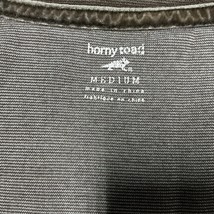 horny toad
MEDIUM
made in china
fabriqué en chine